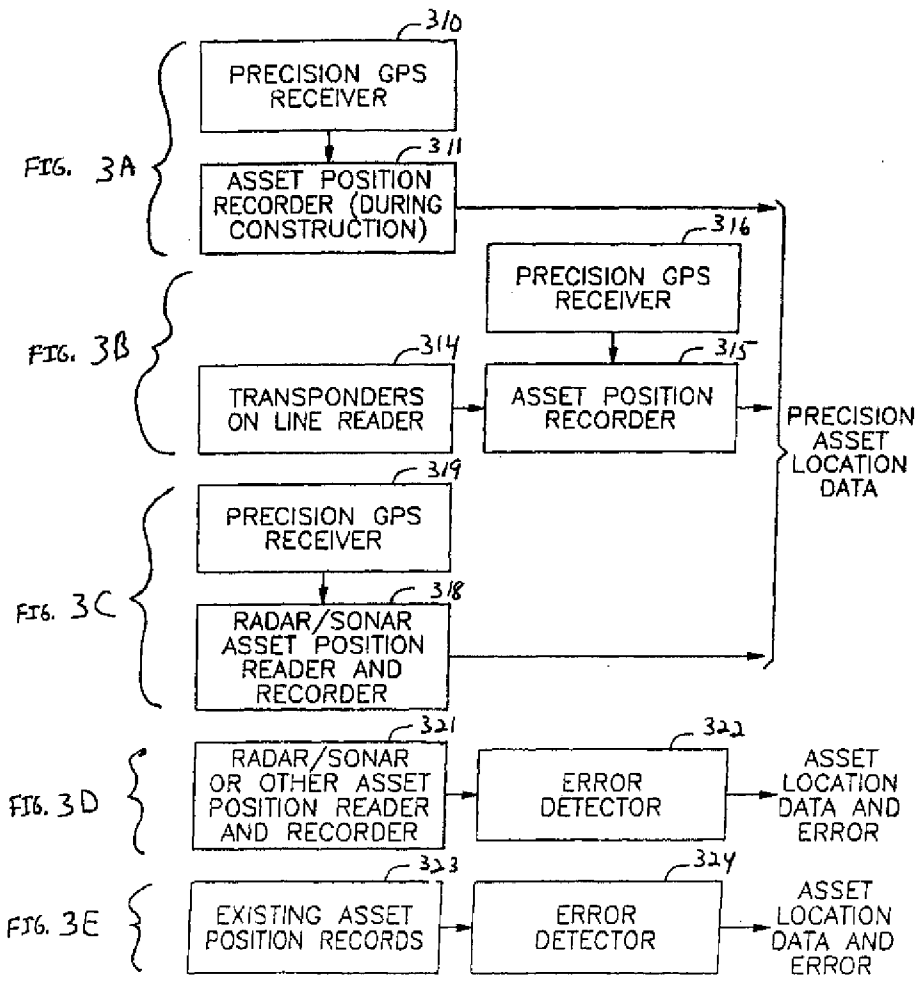 310
PRECISION GPS
RECEIVER
FIG. 3A
311
ASSET POSITION
RECORDER (DURING
CONSTRUCTION)
316
PRECISION GPS
RECEIVER
FIG. 3B
314
TRANSPONDERS
ON LINE READER
315
ASSET POSITION
RECORDER
PRECISION
ASSET
LOCATION
DATA
319
PRECISION GPS
RECEIVER
FIG. 3C
318
RADAR/SONAR
ASSET POSITION
READER AND
RECORDER
FIG. 3D
321
RADAR/SONAR
OR OTHER ASSET
POSITION READER
AND RECORDER
322
ERROR
DETECTOR
ASSET
LOCATION
DATA AND
ERROR
FIG. 3E
323
EXISTING ASSET
POSITION RECORDS
324
ERROR
DETECTOR
ASSET
LOCATION
DATA AND
ERROR